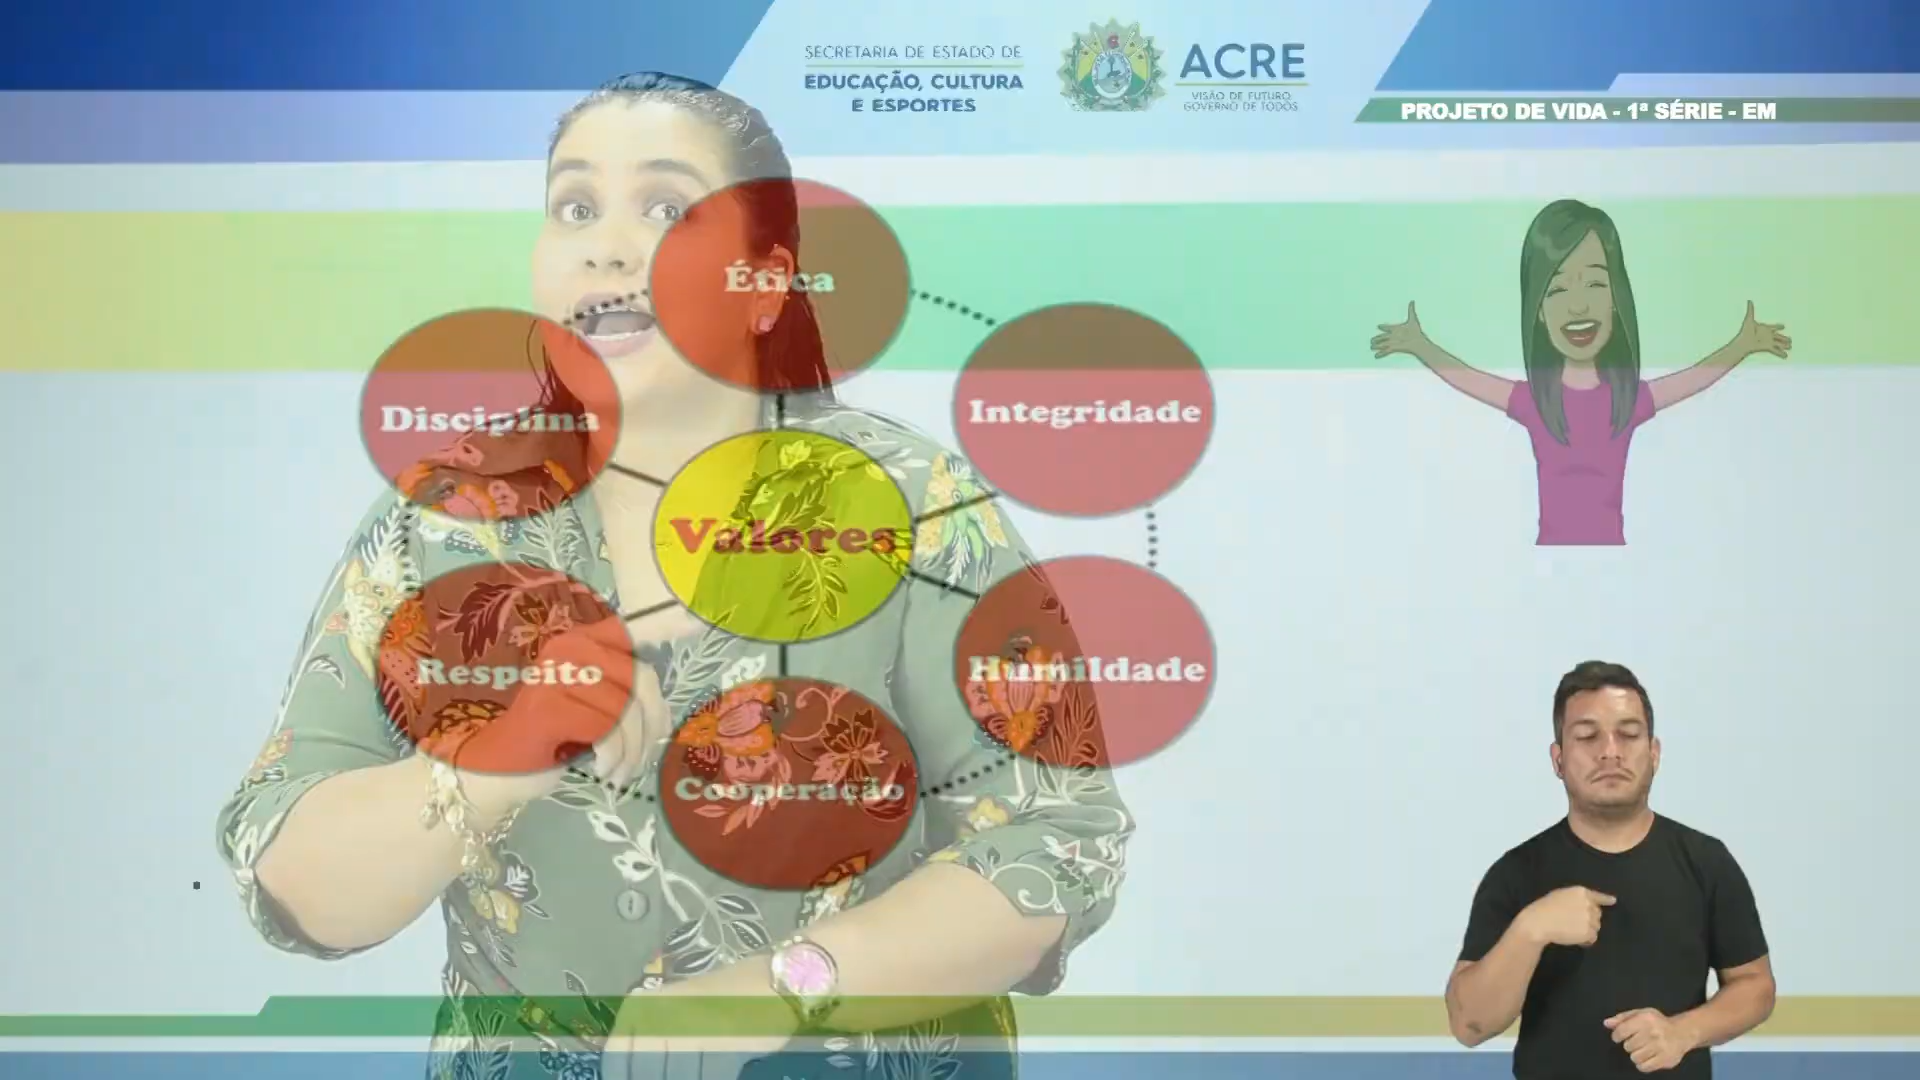 SECRETARIA DE ESTADO DE
EDUCAÇÃO, CULTURA
E ESPORTES
ACRE
VISÃO DE FUTURO
GOVERNO DE TODOS
PROJETO DE VIDA - 1ª SÉRIE - EM
Ética
Disciplina
Integridade
Valores
Respeito
Humildade
Cooperação